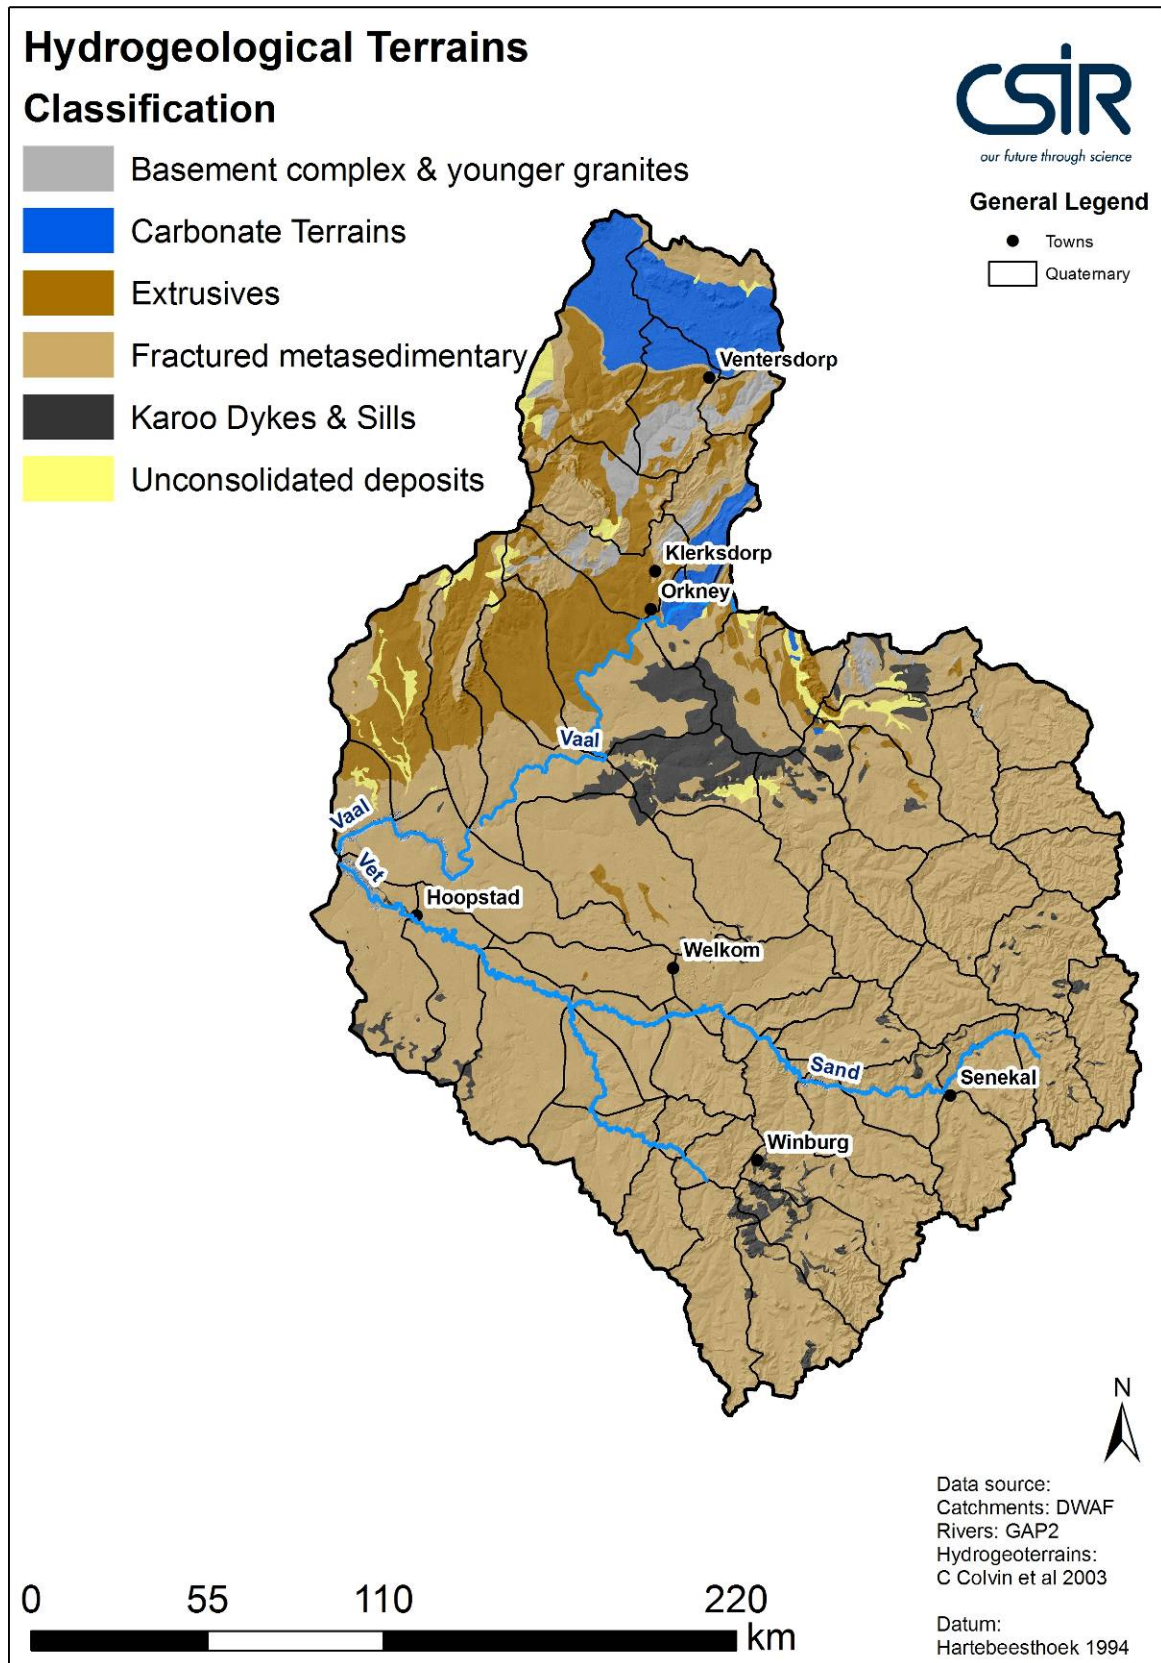 Hydrogeological Terrains
Classification
Basement complex & younger granites
Carbonate Terrains
Extrusives
Fractured metasedimentary
Karoo Dykes & Sills
Unconsolidated deposits
CSIR
our future through science
General Legend
Towns
Quaternary
Ventersdorp
Klerksdorp
Orkney
Vaal
Vaal
Vet
Hoopstad
Welkom
Sand
Senekal
Winburg
N
Data source:
Catchments: DWAF
Rivers: GAP2
Hydrogeoterrains:
C Colvin et al 2003
Datum:
Hartebeesthoek 1994
0 55 110 220
km